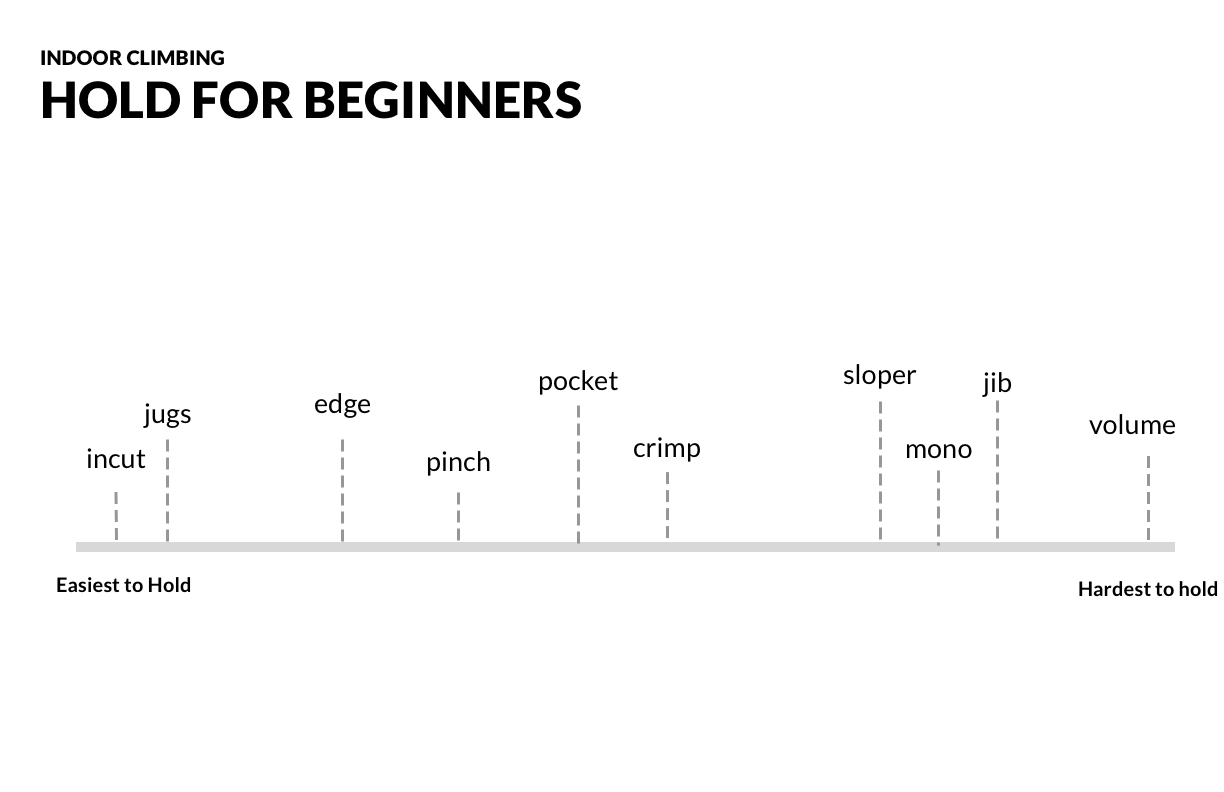 INDOOR CLIMBING
HOLD FOR BEGINNERS
incut
jugs
edge
pinch
pocket
crimp
sloper
mono
jib
volume
Easiest to Hold
Hardest to hold